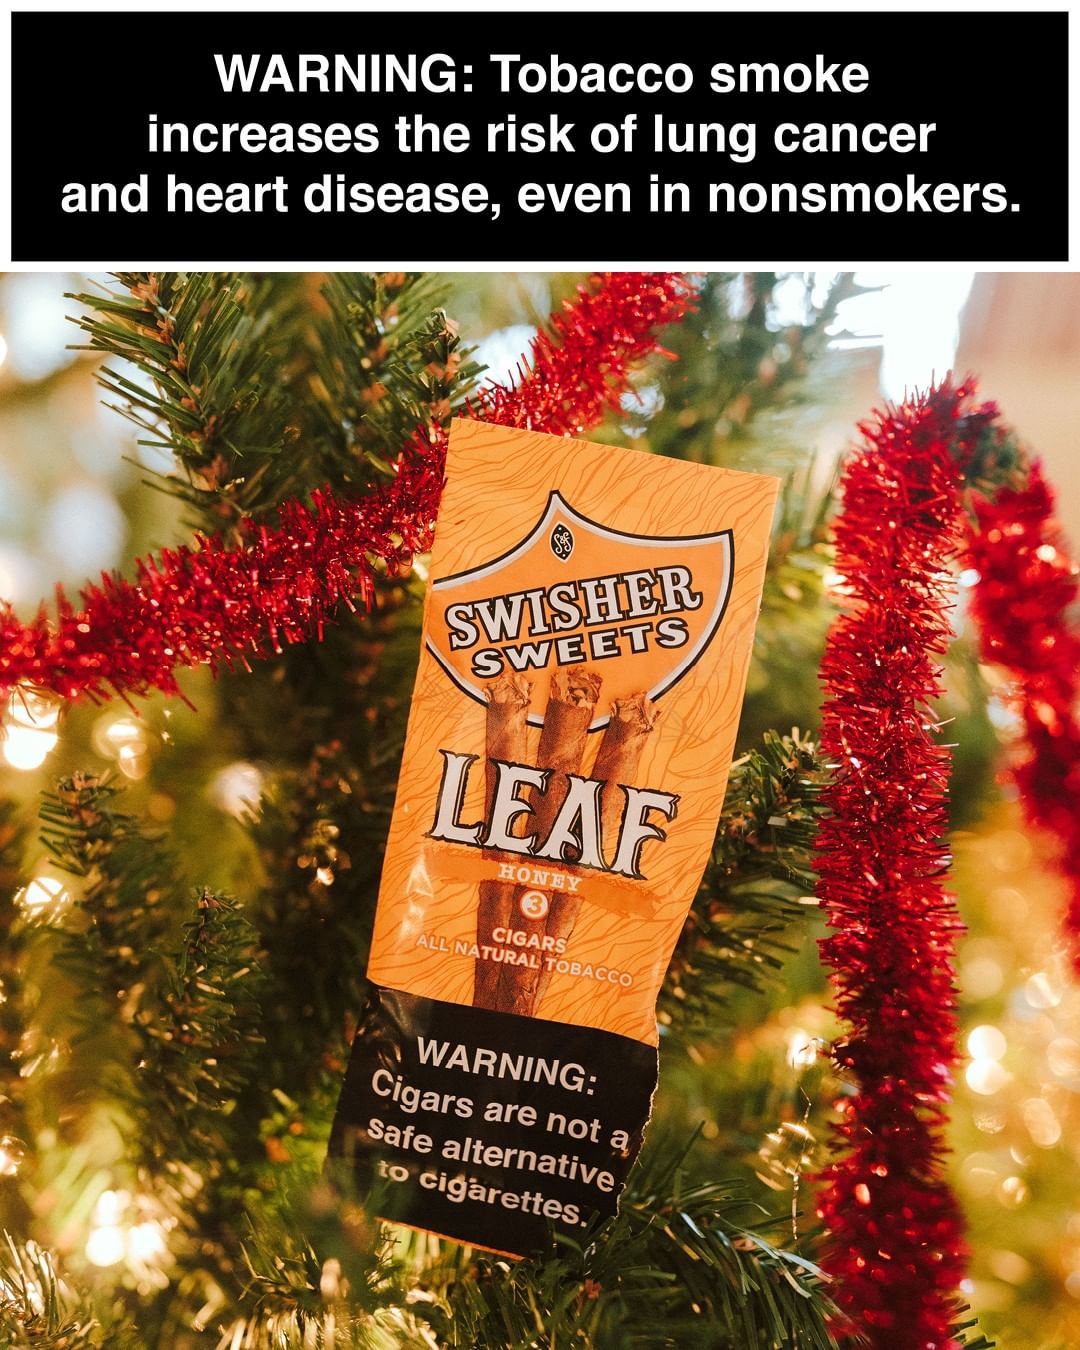 WARNING: Tobacco smoke
increases the risk of lung cancer
and heart disease, even in nonsmokers.
SWISHER
SWEETS
LEAF
HONEY
3
CIGARS
ALL NATURAL TOBACCO
WARNING:
Cigars are not a
safe alternative
to cigarettes.